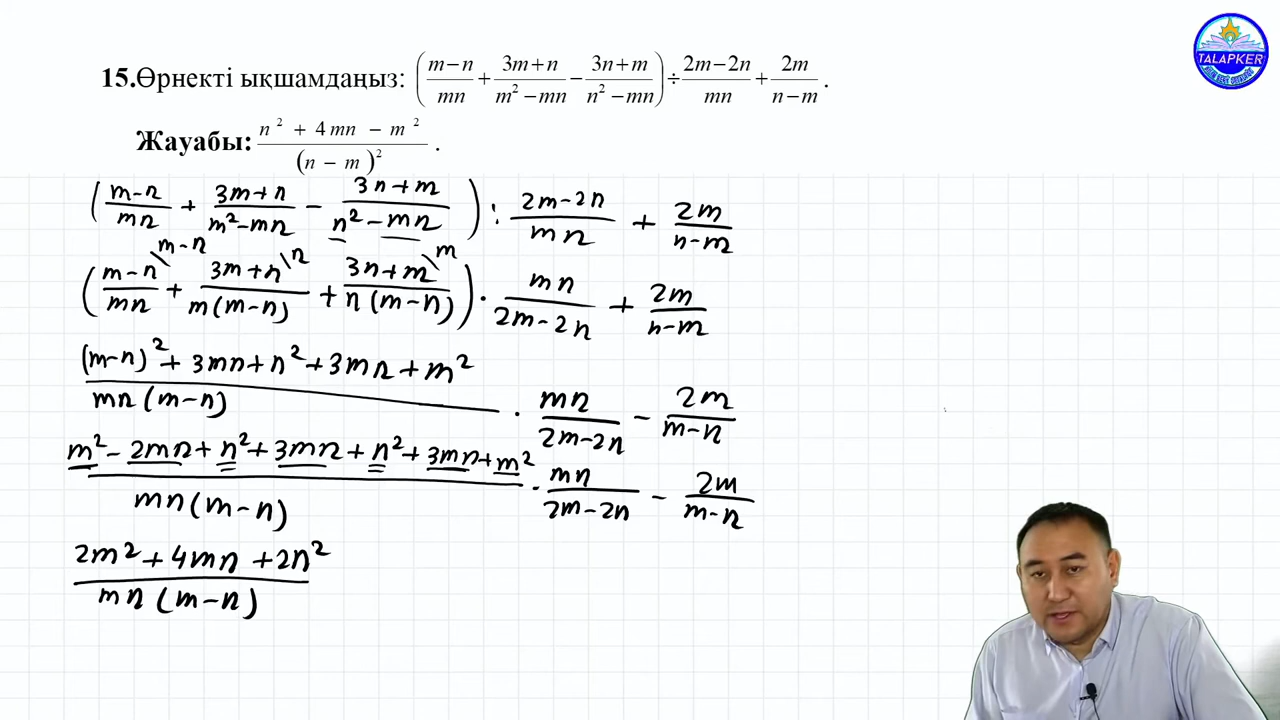 15.Өрнекті ықшамдаңыз: ((m−n)/(mn) + (3m+n)/(m² −mn) − (3n+m)/(n² −mn)) ÷ (2m−2n)/(mn) + (2m)/(n−m).
Жауабы: (n² + 4mn − m²)/((n − m)²).
((m−n)/(mn) + (3m+n)/(m²−mn) − (3n+m)/(n²−mn)) : (2m−2n)/(mn) + (2m)/(n−m)
((m−n)/(mn) \m−n + (3m+n)/(m(m−n)) \n + (3n+m)/(n(m−n)) \m) · (mn)/(2m−2n) + (2m)/(n−m)
((m−n)² + 3mn+n²+3mn+m²)/(mn(m−n)) · (mn)/(2m−2n) − (2m)/(m−n)
(m²−2mn+n²+3mn+n²+3mn+m²)/(mn(m−n)) · (mn)/(2m−2n) − (2m)/(m−n)
(2m²+4mn+2n²)/(mn(m−n))
TALAPKER